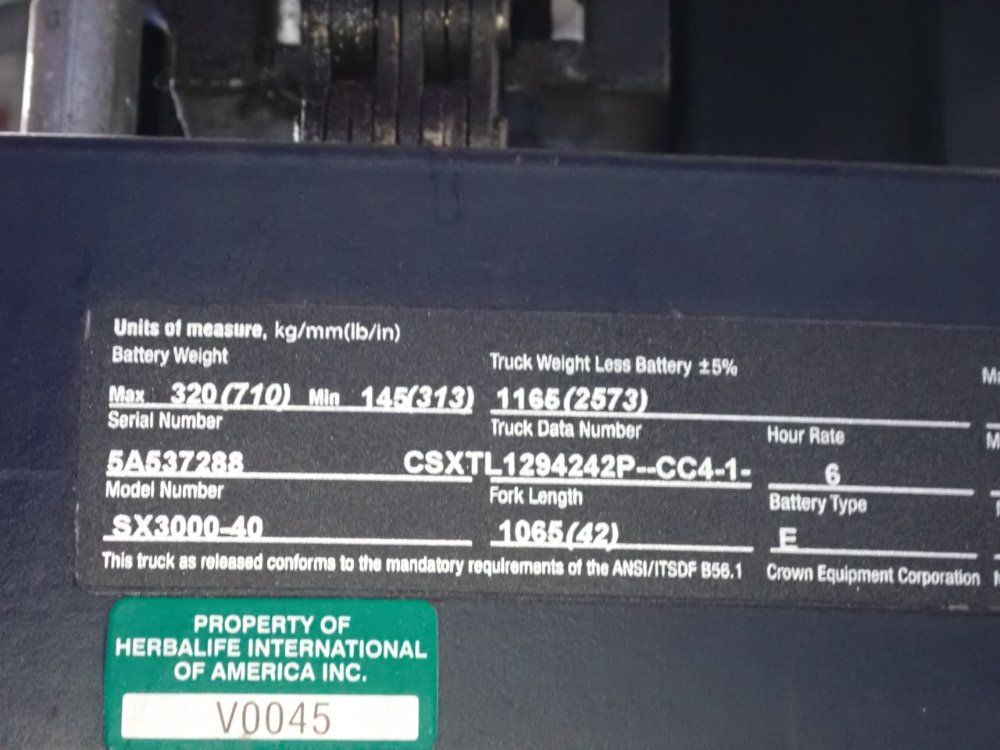 Units of measure, kg/mm(lb/in)
Battery Weight
Truck Weight Less Battery ±5%
Max 320(710) Min 145(313) 1165(2573)
Serial Number
Truck Data Number
Hour Rate
5A537288 CSXTL1294242P--CC4-1- 6
Model Number
Fork Length
Battery Type
SX3000-40 1065(42) E
This truck as released conforms to the mandatory requirements of the ANSI/ITSDF B56.1
Crown Equipment Corporation
PROPERTY OF
HERBALIFE INTERNATIONAL
OF AMERICA INC.
V0045